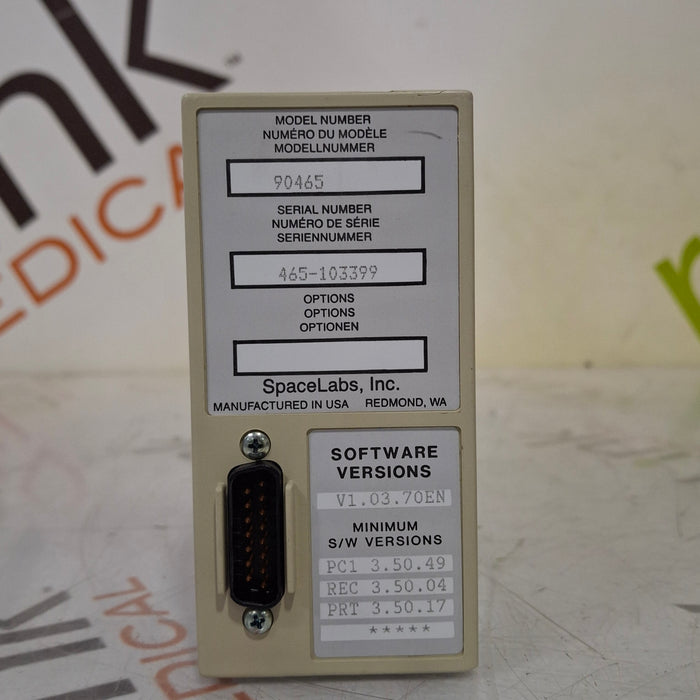 MODEL NUMBER
NUMÉRO DU MODÈLE
MODELLNUMMER
90465
SERIAL NUMBER
NUMÉRO DE SÉRIE
SERIENNUMMER
465-103399
OPTIONS
OPTIONS
OPTIONEN
SpaceLabs, Inc.
MANUFACTURED IN USA REDMOND, WA
SOFTWARE
VERSIONS
V1.03.70EN
MINIMUM
S/W VERSIONS
PC1 3.50.49
REC 3.50.04
PRT 3.50.17
*****